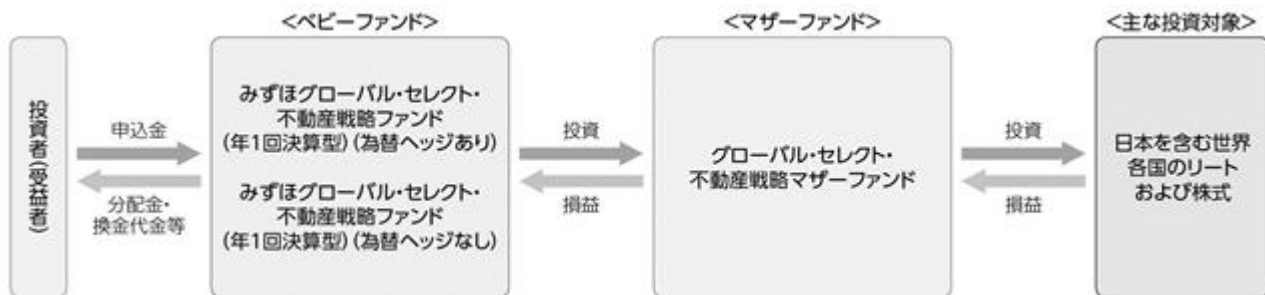 <ベビーファンド>
<マザーファンド>
<主な投資対象>
投資者(受益者)
申込金
分配金・
換金代金等
みずほグローバル・セレクト・
不動産戦略ファンド
(年1回決算型)(為替ヘッジあり)
みずほグローバル・セレクト・
不動産戦略ファンド
(年1回決算型)(為替ヘッジなし)
投資
損益
グローバル・セレクト・
不動産戦略マザーファンド
投資
損益
日本を含む世界
各国のリート
および株式